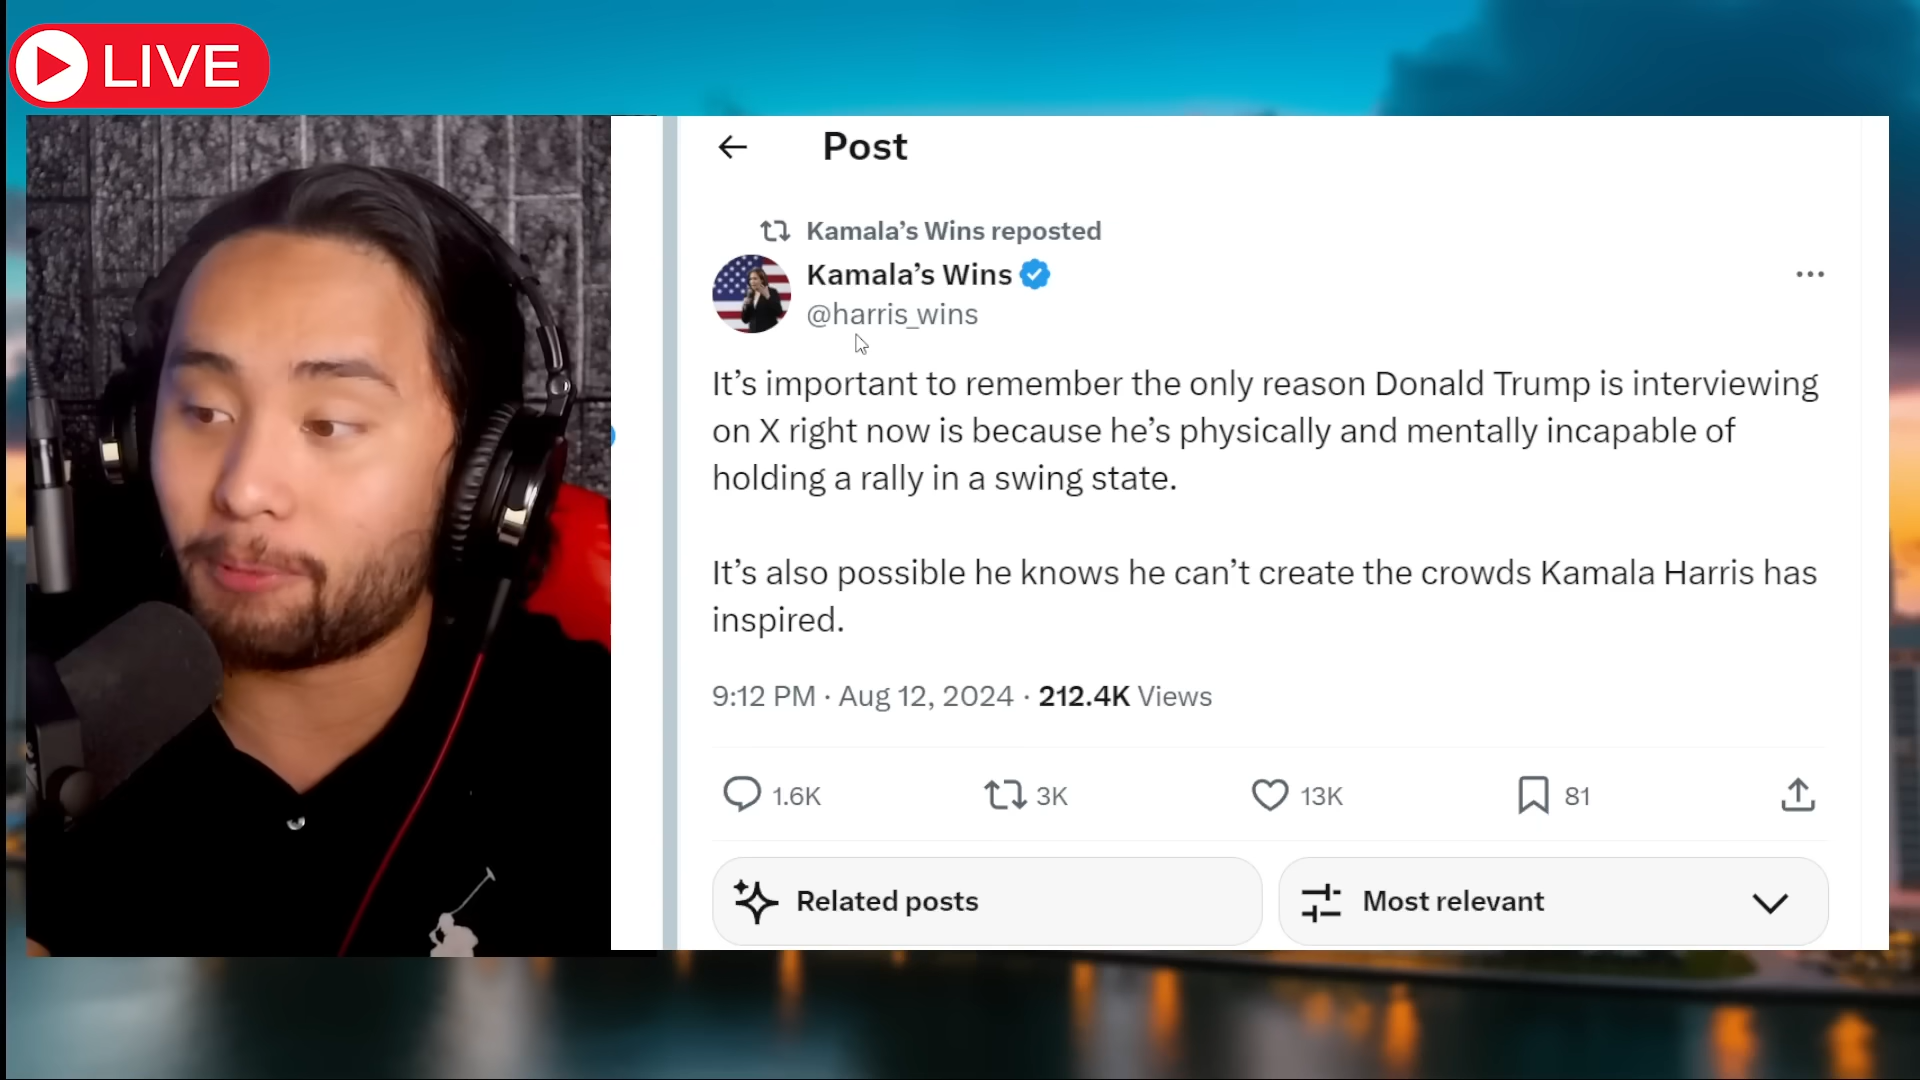 LIVE
Post
Kamala’s Wins reposted
Kamala’s Wins
@harris_wins
It’s important to remember the only reason Donald Trump is interviewing
on X right now is because he’s physically and mentally incapable of
holding a rally in a swing state.
It’s also possible he knows he can’t create the crowds Kamala Harris has
inspired.
9:12 PM · Aug 12, 2024 · 212.4K Views
1.6K 3K 13K 81
Related posts Most relevant